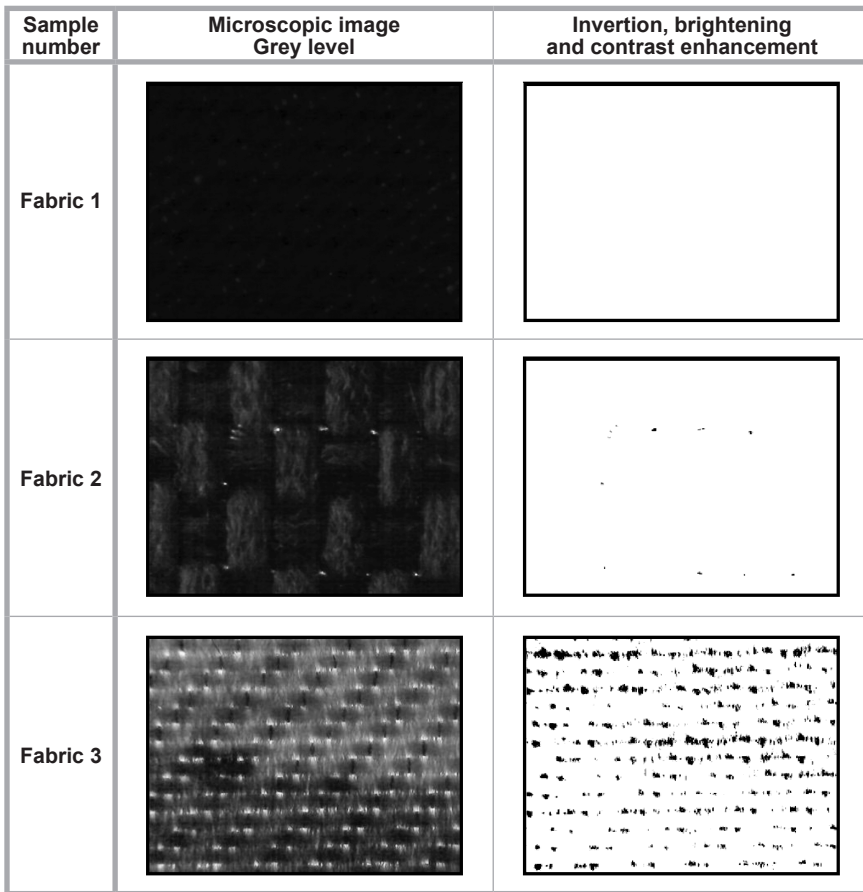 Sample number
Microscopic image
Grey level
Invertion, brightening
and contrast enhancement
Fabric 1
Fabric 2
Fabric 3